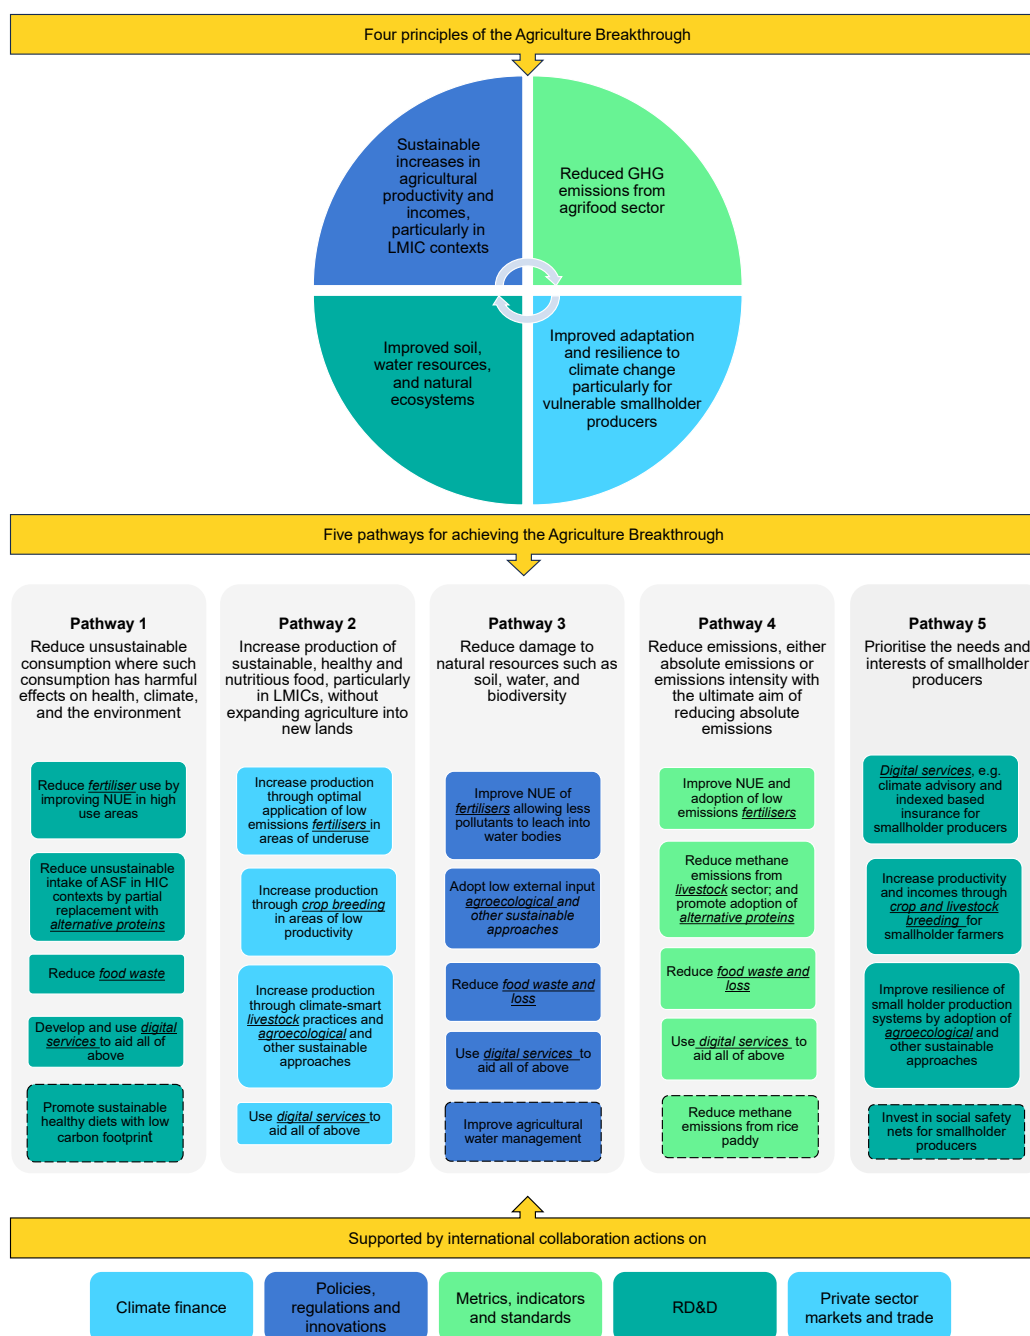 Four principles of the Agriculture Breakthrough
Sustainable
increases in
agricultural
productivity and
incomes,
particularly in
LMIC contexts
Reduced GHG
emissions from
agrifood sector
Improved soil,
water resources,
and natural
ecosystems
Improved adaptation
and resilience to
climate change
particularly for
vulnerable smallholder
producers
Five pathways for achieving the Agriculture Breakthrough
Pathway 1
Reduce unsustainable
consumption where such
consumption has harmful
effects on health, climate,
and the environment
Reduce fertiliser use by
improving NUE in high
use areas
Reduce unsustainable
intake of ASF in HIC
contexts by partial
replacement with
alternative proteins
Reduce food waste
Develop and use digital
services to aid all of
above
Promote sustainable
healthy diets with low
carbon footprint
Pathway 2
Increase production of
sustainable, healthy and
nutritious food, particularly
in LMICs, without
expanding agriculture into
new lands
Increase production
through optimal
application of low
emissions fertilisers in
areas of underuse
Increase production
through crop breeding
in areas of low
productivity
Increase production
through climate-smart
livestock practices and
agroecological and
other sustainable
approaches
Use digital services to
aid all of above
Pathway 3
Reduce damage to
natural resources such as
soil, water, and
biodiversity
Improve NUE of
fertilisers allowing less
pollutants to leach into
water bodies
Adopt low external input
agroecological and
other sustainable
approaches
Reduce food waste and
loss
Use digital services to
aid all of above
Improve agricultural
water management
Pathway 4
Reduce emissions, either
absolute emissions or
emissions intensity with
the ultimate aim of
reducing absolute
emissions
Improve NUE and
adoption of low
emissions fertilisers
Reduce methane
emissions from
livestock sector; and
promote adoption of
alternative proteins
Reduce food waste and
loss
Use digital services to
aid all of above
Reduce methane
emissions from rice
paddy
Pathway 5
Prioritise the needs and
interests of smallholder
producers
Digital services, e.g.
climate advisory and
indexed based
insurance for
smallholder producers
Increase productivity
and incomes through
crop and livestock
breeding for
smallholder farmers
Improve resilience of
small holder production
systems by adoption of
agroecological and
other sustainable
approaches
Invest in social safety
nets for smallholder
producers
Supported by international collaboration actions on
Climate finance
Policies,
regulations and
innovations
Metrics, indicators
and standards
RD&D
Private sector
markets and trade